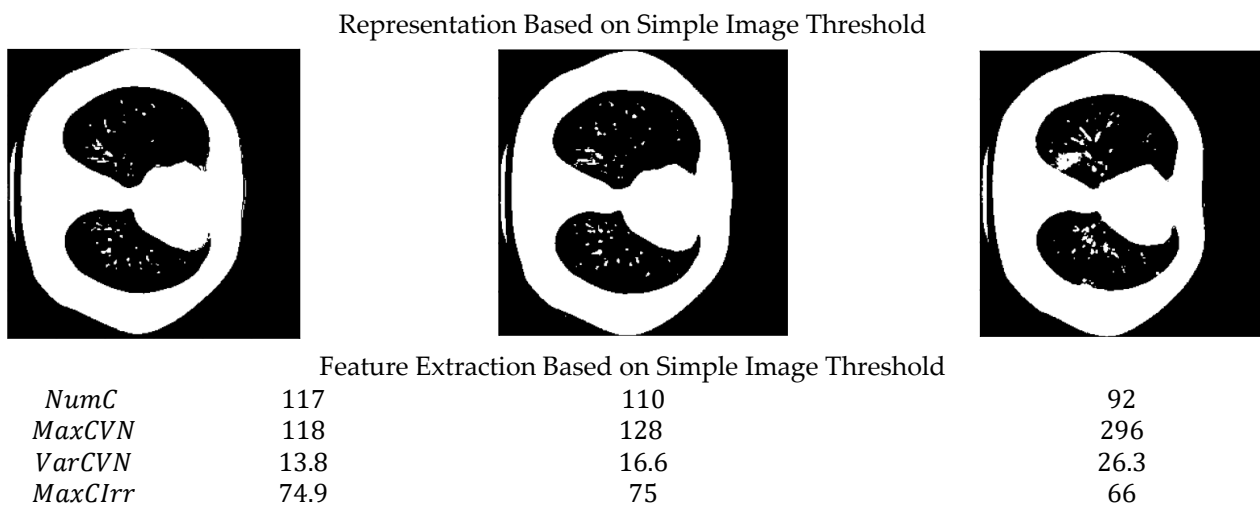 Representation Based on Simple Image Threshold
Feature Extraction Based on Simple Image Threshold
NumC 117 110 92
MaxCVN 118 128 296
VarCVN 13.8 16.6 26.3
MaxCIrr 74.9 75 66